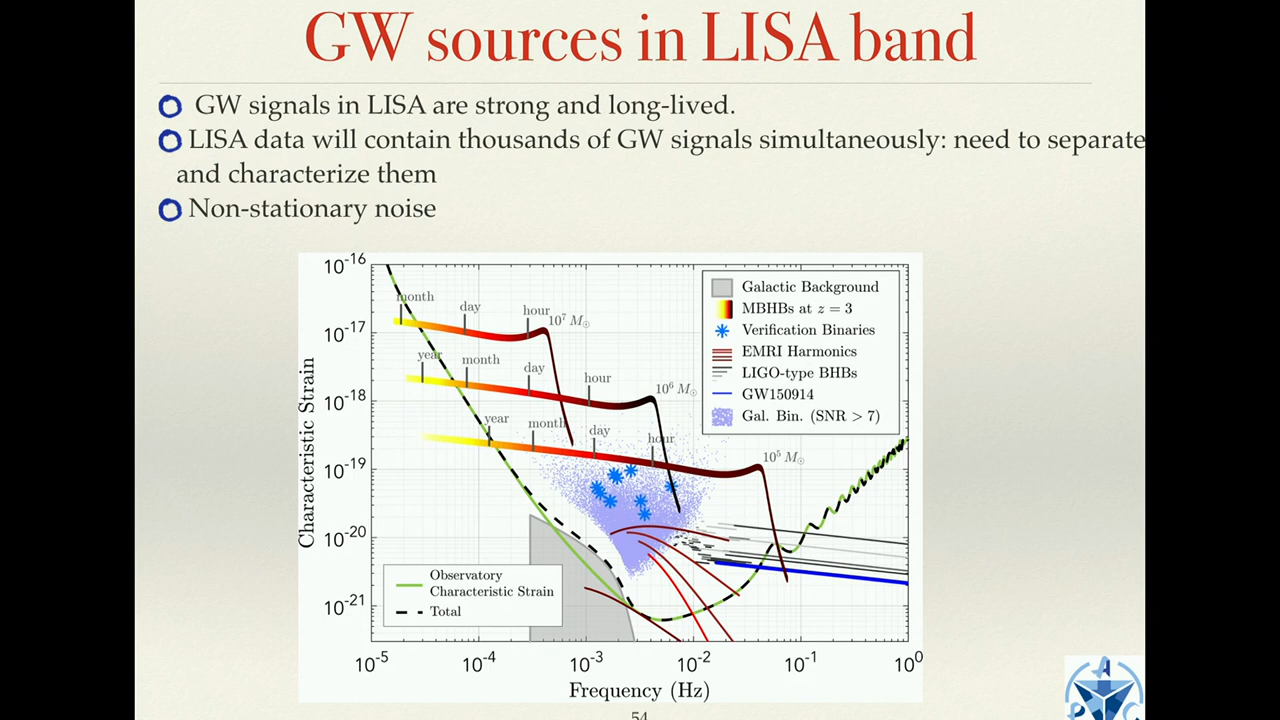 GW sources in LISA band
GW signals in LISA are strong and long-lived.
LISA data will contain thousands of GW signals simultaneously: need to separate
and characterize them
Non-stationary noise
10^-16
10^-17
10^-18
10^-19
10^-20
10^-21
Characteristic Strain
month
day
hour
10^7 M_☉
year
month
day
hour
10^6 M_☉
year
month
day
hour
10^5 M_☉
Galactic Background
MBHBs at z = 3
Verification Binaries
EMRI Harmonics
LIGO-type BHBs
GW150914
Gal. Bin. (SNR > 7)
Observatory
Characteristic Strain
Total
10^-5
10^-4
10^-3
10^-2
10^-1
10^0
Frequency (Hz)
54
A
P
C